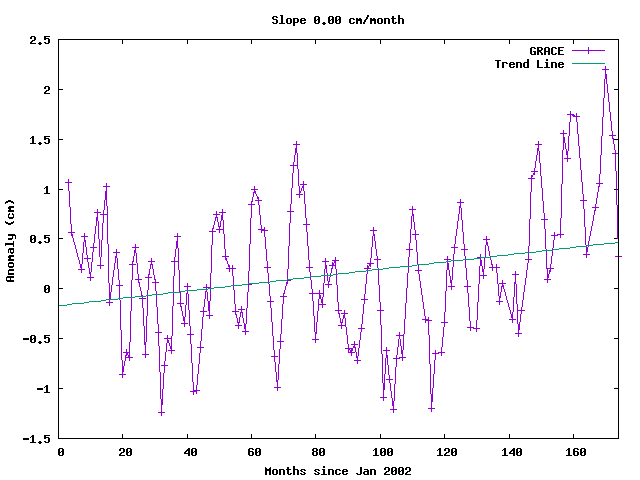 Slope 0.00 cm/month
GRACE
Trend Line
2.5
2
1.5
1
0.5
0
-0.5
-1
-1.5
Anomaly (cm)
0 20 40 60 80 100 120 140 160
Months since Jan 2002